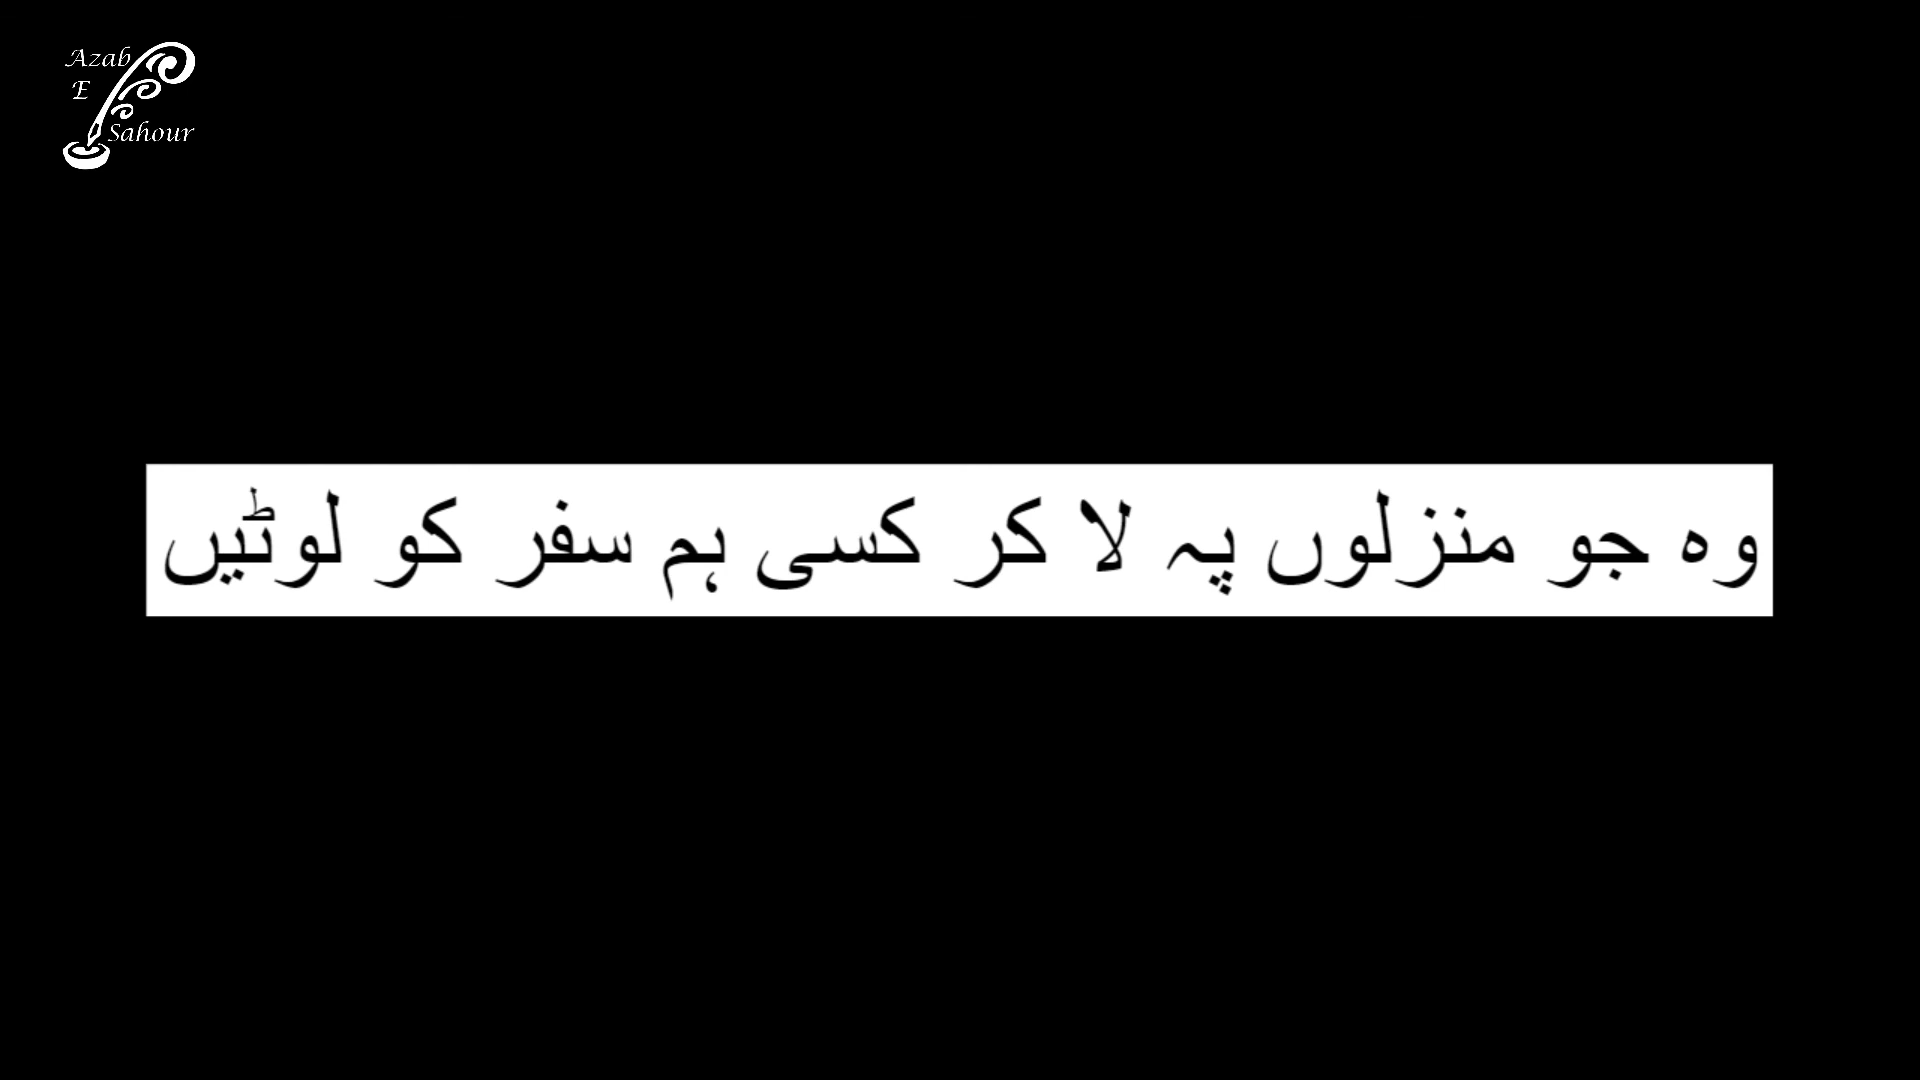 Azab
E
Sahour
وہ جو منزلوں پہ لا کر کسی ہم سفر کو لوٹیں